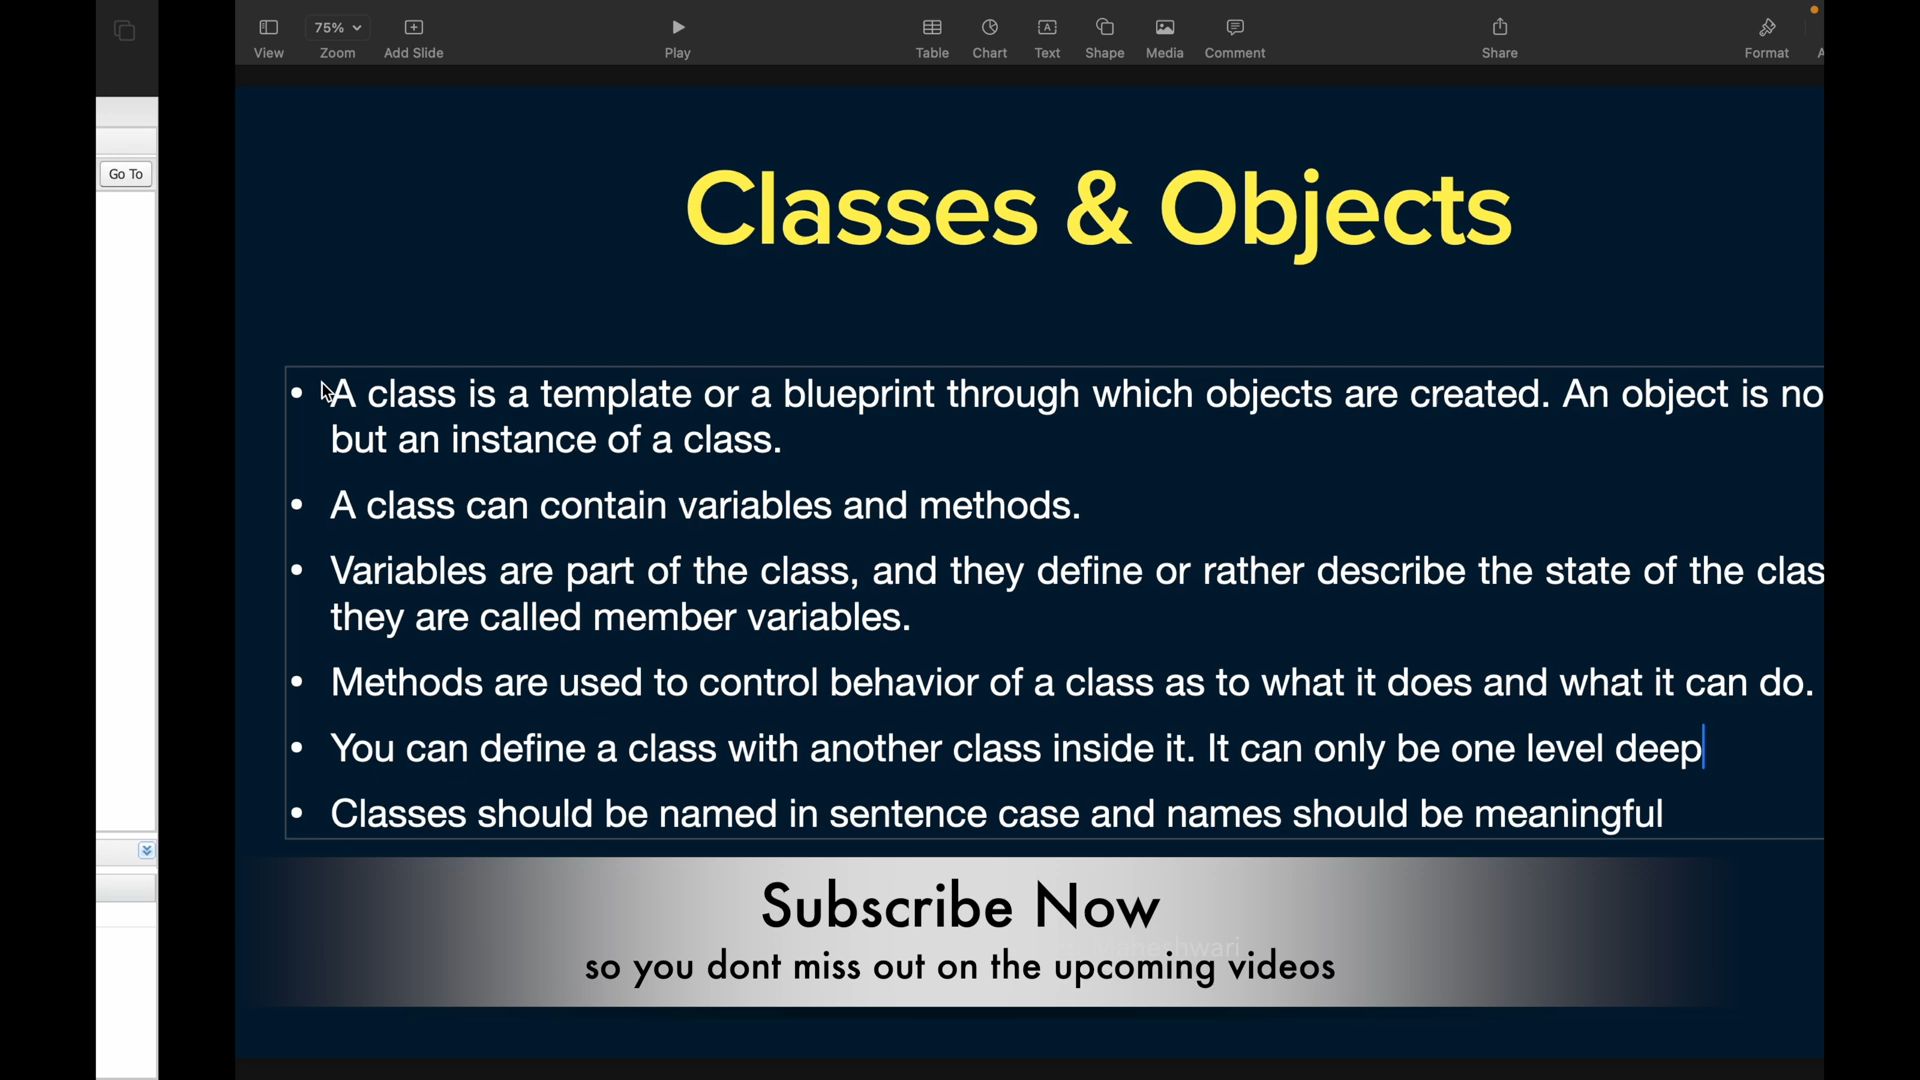 75%
View
Zoom
Add Slide
Play
Table
Chart
Text
Shape
Media
Comment
Share
Format
Go To
Classes & Objects
• A class is a template or a blueprint through which objects are created. An object is no
but an instance of a class.
• A class can contain variables and methods.
• Variables are part of the class, and they define or rather describe the state of the clas
they are called member variables.
• Methods are used to control behavior of a class as to what it does and what it can do.
• You can define a class with another class inside it. It can only be one level deep
• Classes should be named in sentence case and names should be meaningful
Subscribe Now
so you dont miss out on the upcoming videos